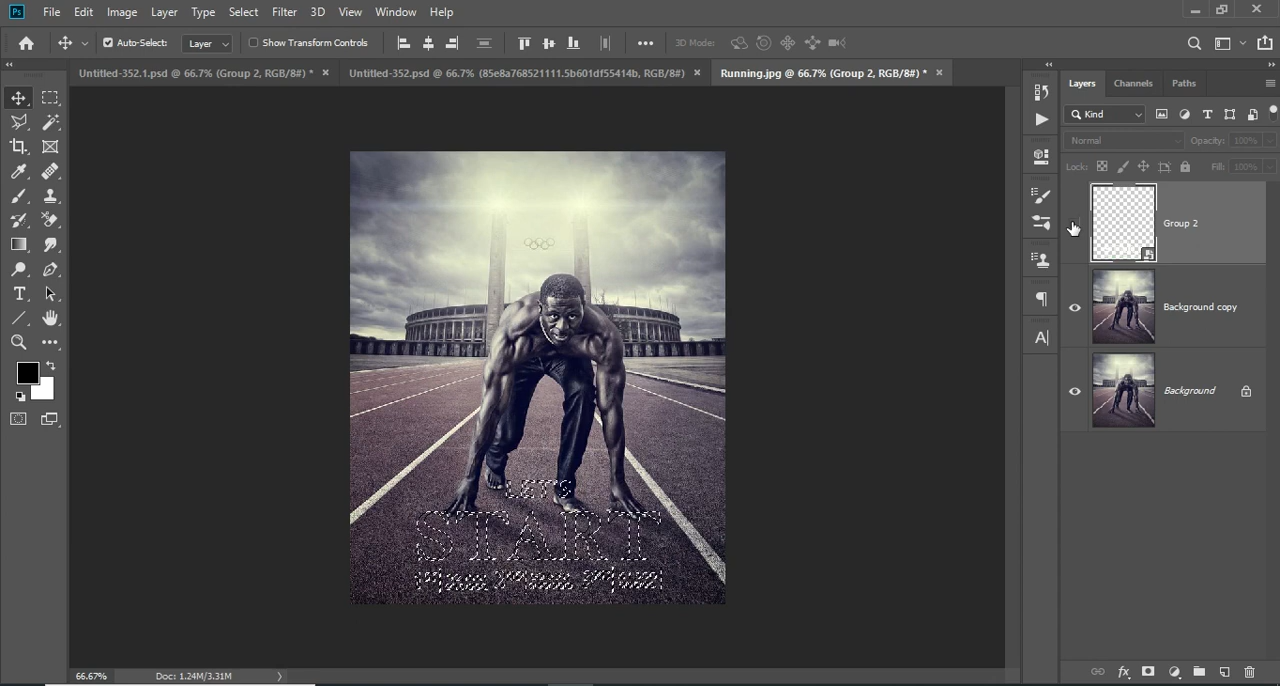 File Edit Image Layer Type Select Filter 3D View Window Help
Auto-Select: Layer Show Transform Controls 3D Mode:
Untitled-352.1.psd @ 66.7% (Group 2, RGB/8#) * Untitled-352.psd @ 66.7% (85e8a768521111.5b601df55414b, RGB/8#) Running.jpg @ 66.7% (Group 2, RGB/8#) *
Layers Channels Paths
Kind
Normal Opacity: 100%
Lock: Fill: 100%
Group 2
Background copy
Background
LET'S
START
66.67% Doc: 1.24M/3.31M